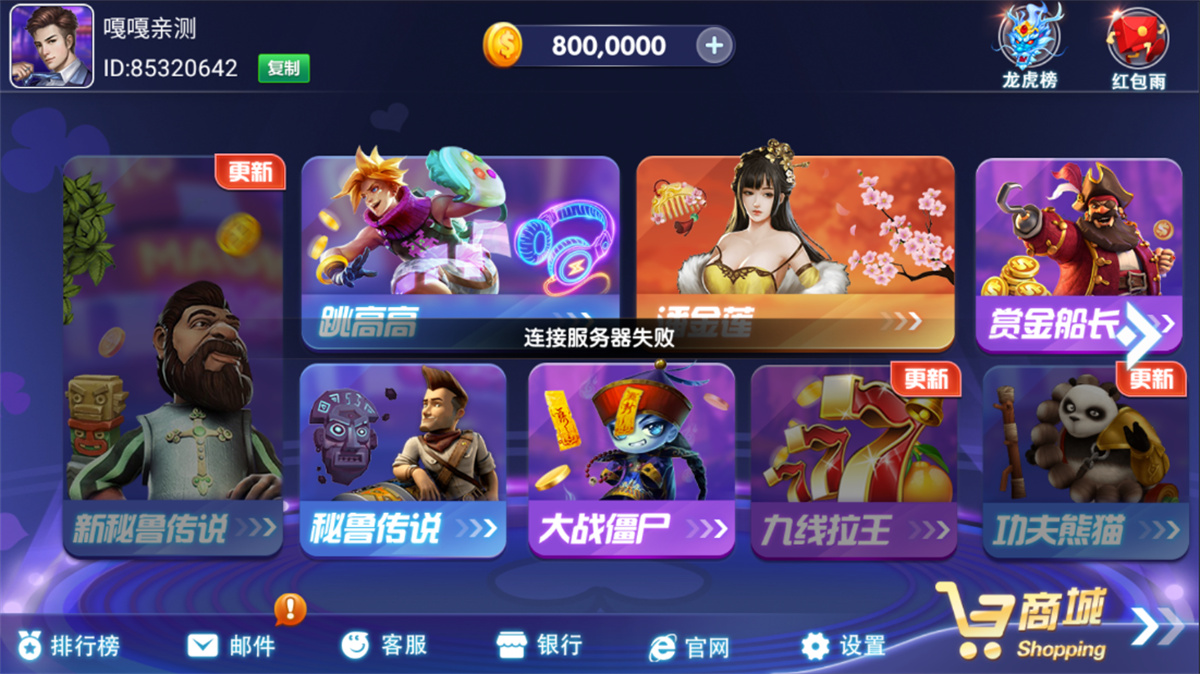 嘎嘎亲测
ID:85320642
复制
800,0000
龙虎榜
红包雨
更新
跳高高
潘金莲
赏金船长
连接服务器失败
更新
更新
新秘鲁传说
秘鲁传说
大战僵尸
九线拉王
功夫熊猫
商城
Shopping
排行榜
邮件
客服
银行
官网
设置